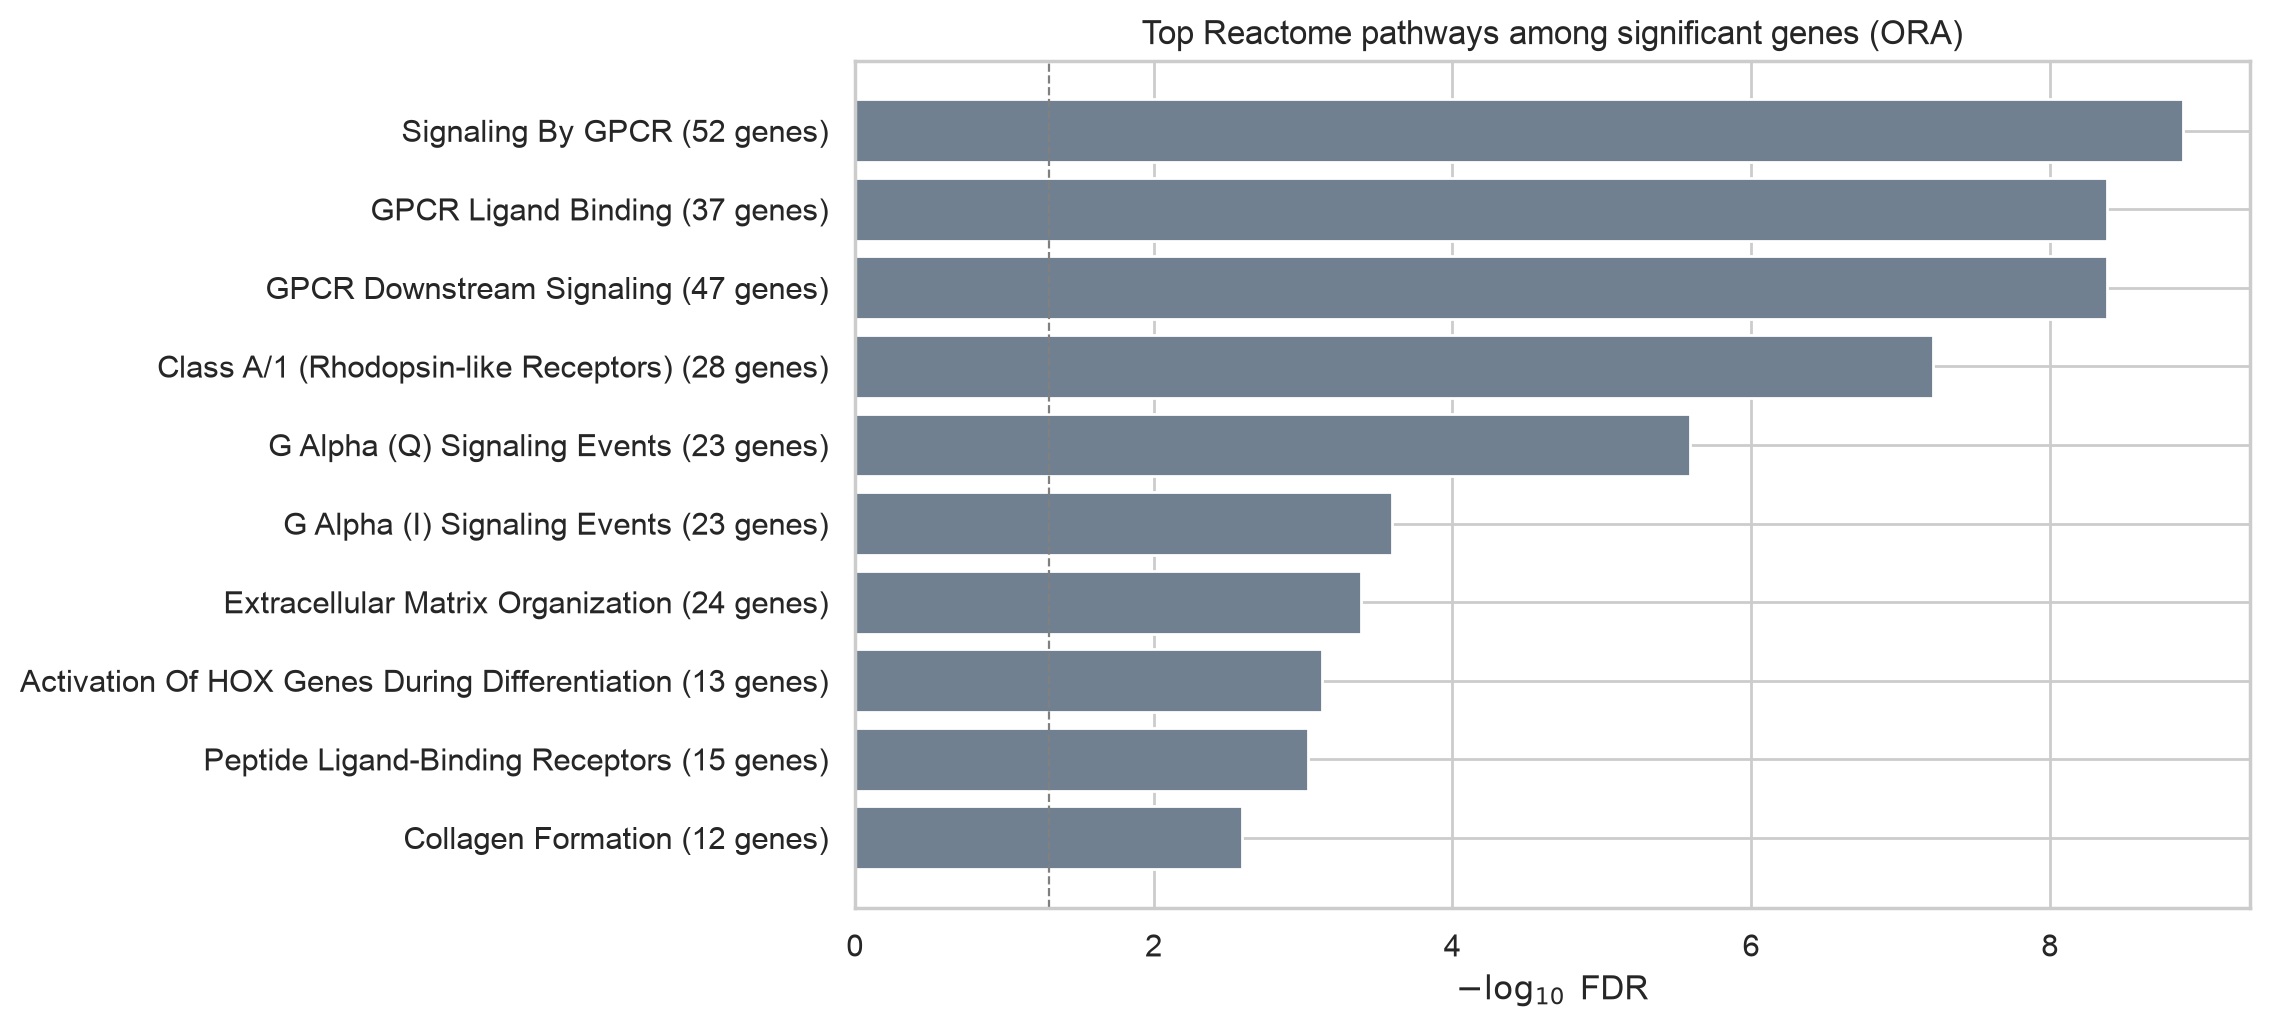 Top Reactome pathways among significant genes (ORA)
Signaling By GPCR (52 genes)
GPCR Ligand Binding (37 genes)
GPCR Downstream Signaling (47 genes)
Class A/1 (Rhodopsin-like Receptors) (28 genes)
G Alpha (Q) Signaling Events (23 genes)
G Alpha (I) Signaling Events (23 genes)
Extracellular Matrix Organization (24 genes)
Activation Of HOX Genes During Differentiation (13 genes)
Peptide Ligand-Binding Receptors (15 genes)
Collagen Formation (12 genes)
0 2 4 6 8
−log₁₀ FDR